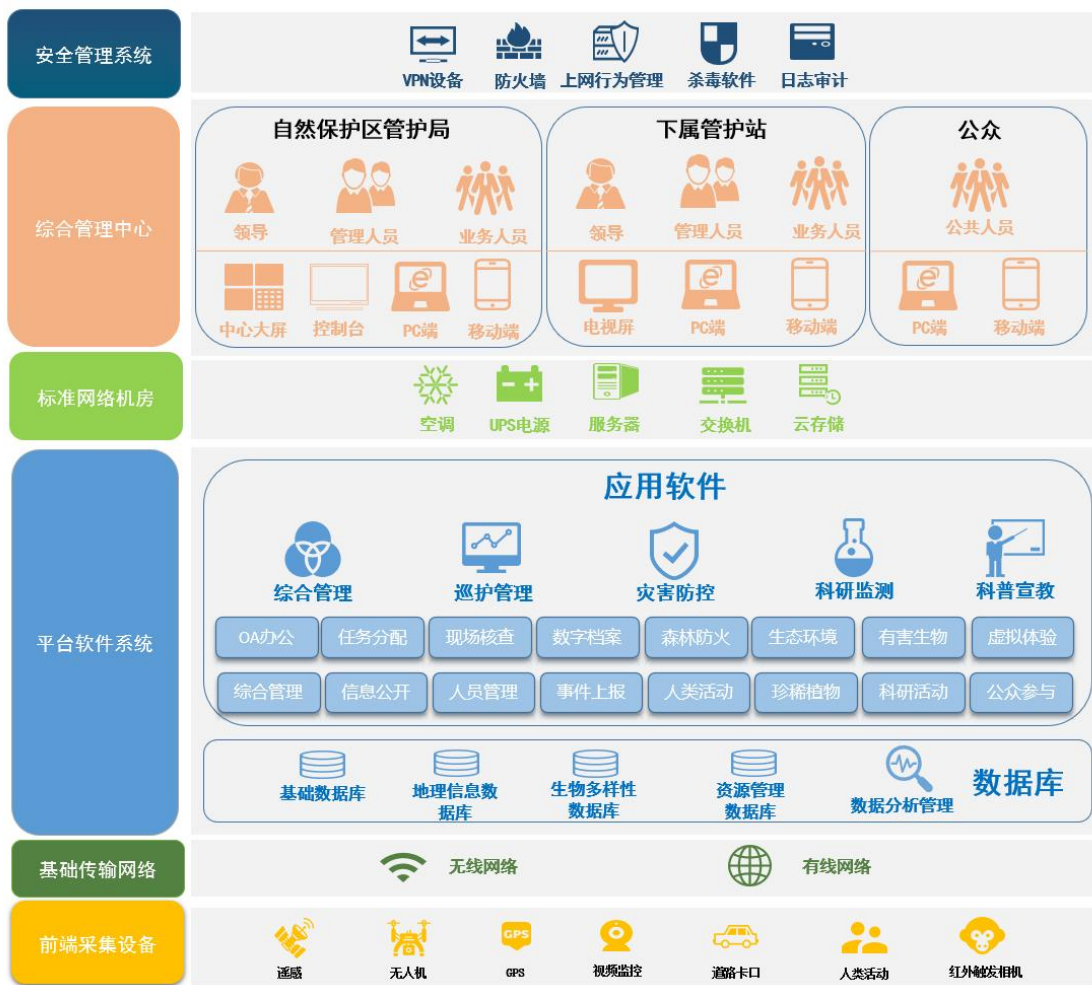 安全管理系统
VPN设备
防火墙
上网行为管理
杀毒软件
日志审计
综合管理中心
自然保护区管护局
领导
管理人员
业务人员
中心大屏
控制台
PC端
移动端
下属管护站
领导
管理人员
业务人员
电视屏
PC端
移动端
公众
公共人员
PC端
移动端
标准网络机房
空调
UPS电源
服务器
交换机
云存储
平台软件系统
应用软件
综合管理
巡护管理
灾害防控
科研监测
科普宣教
OA办公
任务分配
现场核查
数字档案
森林防火
生态环境
有害生物
虚拟体验
综合管理
信息公开
人员管理
事件上报
人类活动
珍稀植物
科研活动
公众参与
基础数据库
地理信息数
据库
生物多样性
数据库
资源管理
数据库
数据分析管理
数据库
基础传输网络
无线网络
有线网络
前端采集设备
遥感
无人机
GPS
GPS
视频监控
道路卡口
人类活动
红外触发相机